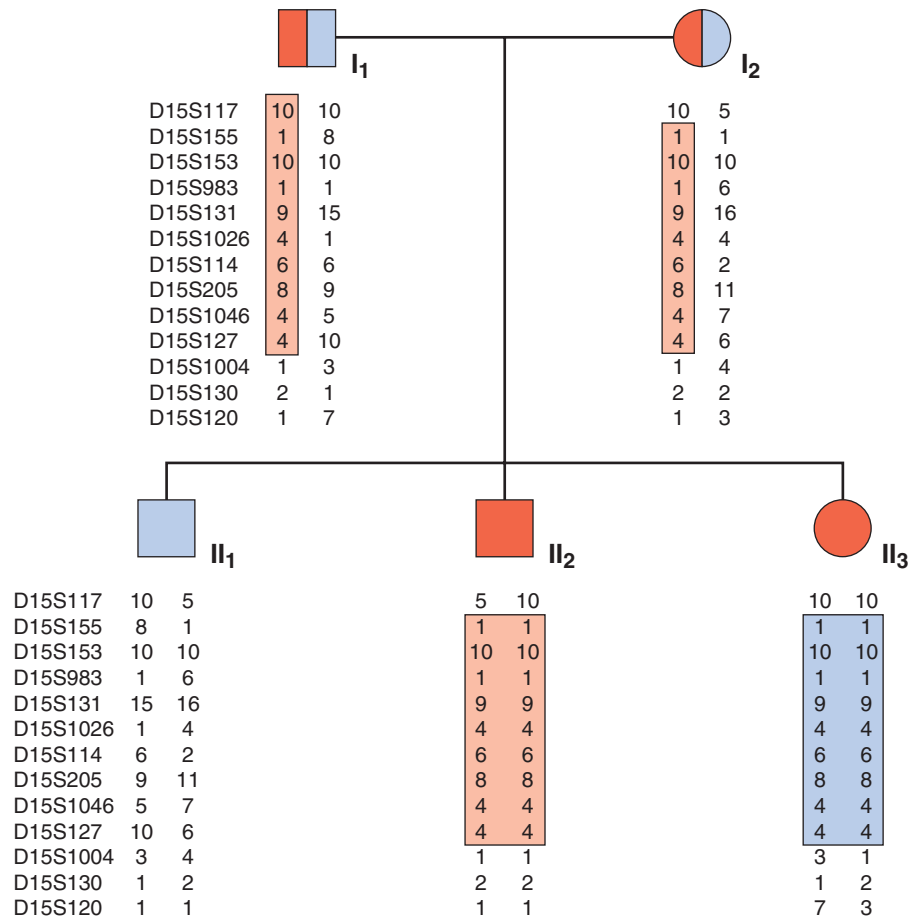 I1 I2
D15S117 10 10 10 5
D15S155 1 8 1 1
D15S153 10 10 10 10
D15S983 1 1 1 6
D15S131 9 15 9 16
D15S1026 4 1 4 4
D15S114 6 6 6 2
D15S205 8 9 8 11
D15S1046 4 5 4 7
D15S127 4 10 4 6
D15S1004 1 3 1 4
D15S130 2 1 2 2
D15S120 1 7 1 3
II1 II2 II3
D15S117 10 5 5 10 10 10
D15S155 8 1 1 1 1 1
D15S153 10 10 10 10 10 10
D15S983 1 6 1 1 1 1
D15S131 15 16 9 9 9 9
D15S1026 1 4 4 4 4 4
D15S114 6 2 6 6 6 6
D15S205 9 11 8 8 8 8
D15S1046 5 7 4 4 4 4
D15S127 10 6 4 4 4 4
D15S1004 3 4 1 1 3 1
D15S130 1 2 2 2 1 2
D15S120 1 1 1 1 7 3